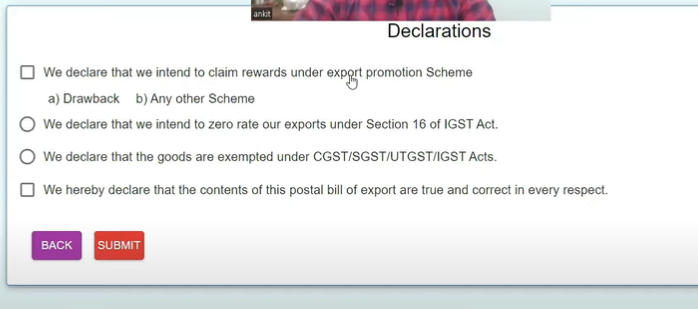 ankit
Declarations
We declare that we intend to claim rewards under export promotion Scheme
a) Drawback b) Any other Scheme
We declare that we intend to zero rate our exports under Section 16 of IGST Act.
We declare that the goods are exempted under CGST/SGST/UTGST/IGST Acts.
We hereby declare that the contents of this postal bill of export are true and correct in every respect.
BACK SUBMIT